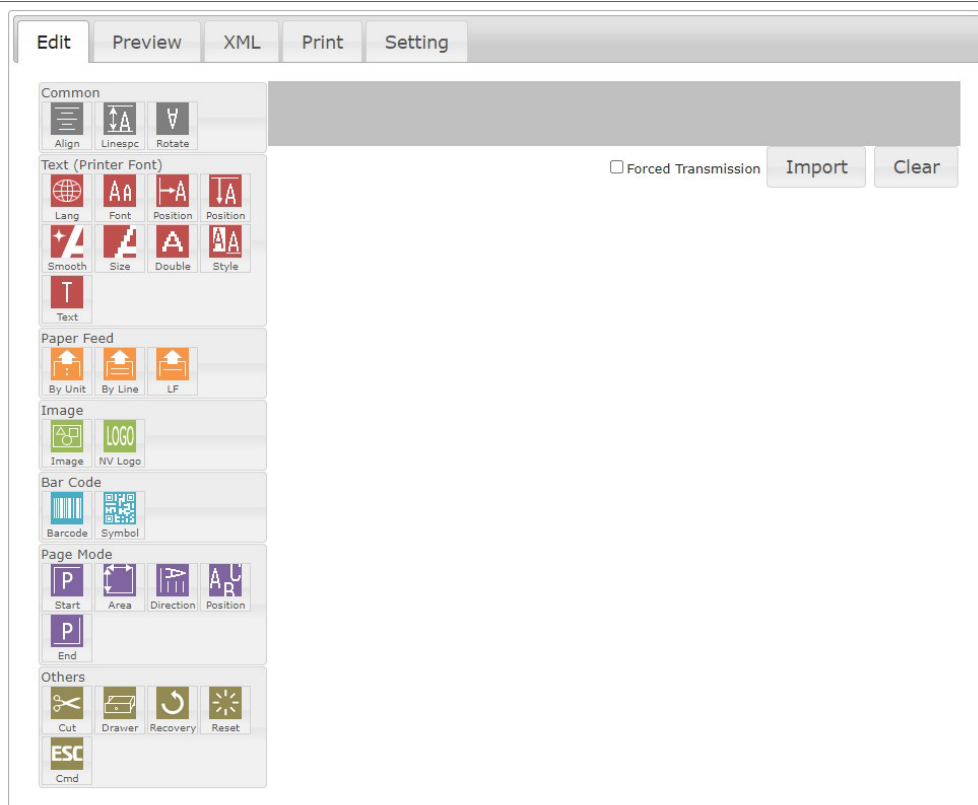 Edit Preview XML Print Setting
Common
Align Linespc Rotate
Forced Transmission Import Clear
Text (Printer Font)
Lang Font Position Position
Smooth Size Double Style
T
Text
Paper Feed
By Unit By Line LF
Image
LOGO
Image NV Logo
Bar Code
Barcode Symbol
Page Mode
P
Start Area Direction Position
P
End
Others
Cut Drawer Recovery Reset
ESC
Cmd